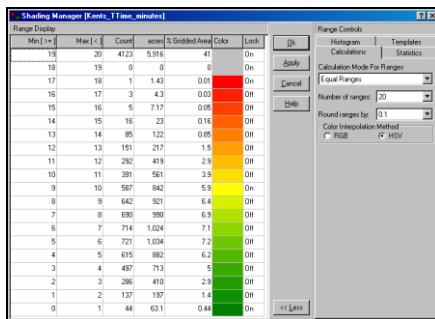 Shading Manager [Kents_TTime_minutes]
Range Display
Min [ >= ] Max [ < ] Count acres % Gridded Area Color Lock
19 20 4123 5,916 41 On
18 19 0 0 0 On
17 18 1 1.43 0.01 On
16 17 3 4.3 0.03 Off
15 16 5 7.17 0.05 Off
14 15 16 23 0.16 Off
13 14 85 122 0.85 Off
12 13 151 217 1.5 Off
11 12 292 419 2.9 Off
10 11 391 561 3.9 Off
9 10 587 842 5.9 On
8 9 642 921 6.4 Off
7 8 690 990 6.9 Off
6 7 714 1,024 7.1 Off
5 6 721 1,034 7.2 Off
4 5 615 882 6.2 Off
3 4 497 713 5 Off
2 3 286 410 2.9 Off
1 2 137 197 1.4 Off
0 1 44 63.1 0.44 On
Ok
Apply
Cancel
Help
<< Less
Range Controls
Histogram Templates
Calculations Statistics
Calculation Mode For Ranges
Equal Ranges
Number of ranges: 20
Round ranges by: 0.1
Color Interpolation Method
RGB HSV